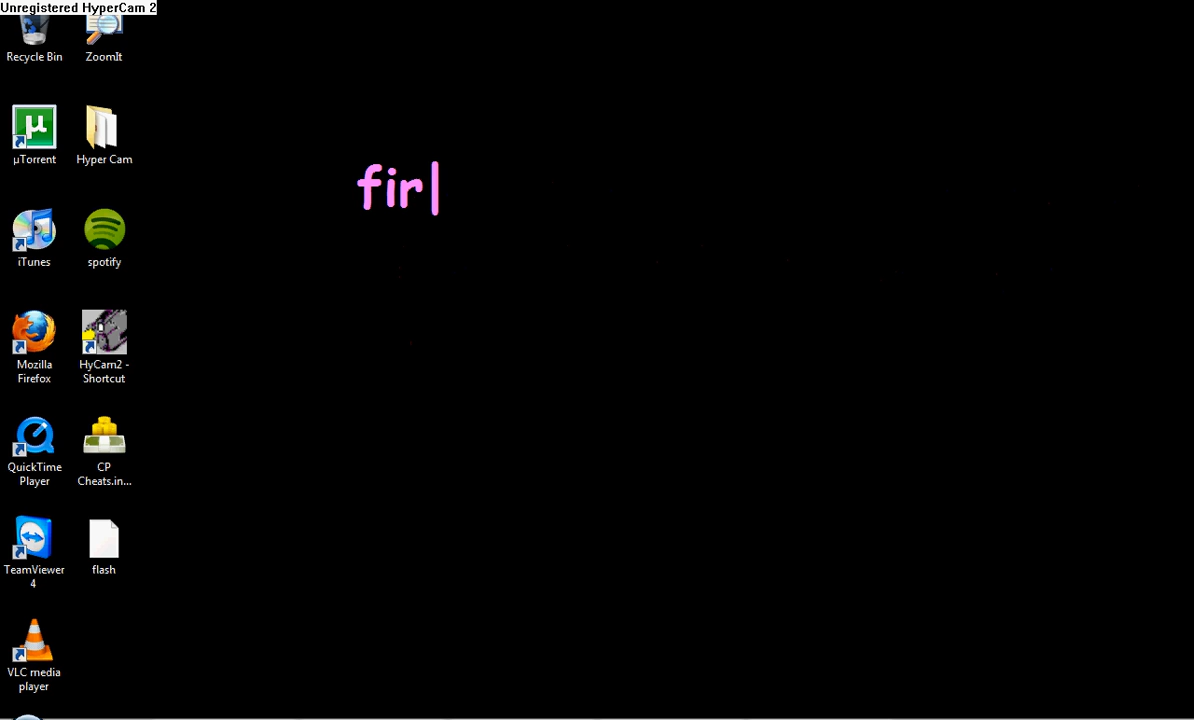 Unregistered HyperCam 2
Recycle Bin
ZoomIt
µTorrent
Hyper Cam
fir
iTunes
spotify
Mozilla
Firefox
HyCam2 -
Shortcut
QuickTime
Player
CP
Cheats.in...
TeamViewer
4
flash
VLC media
player